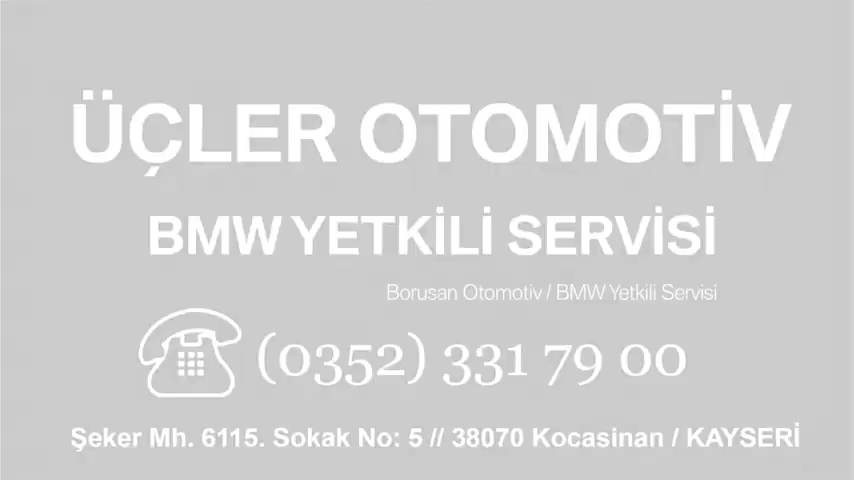 ÜÇLER OTOMOTİV
BMW YETKİLİ SERVİSİ
Borusan Otomotiv / BMW Yetkili Servisi
(0352) 331 79 00
Şeker Mh. 6115. Sokak No: 5 // 38070 Kocasinan / KAYSERİ